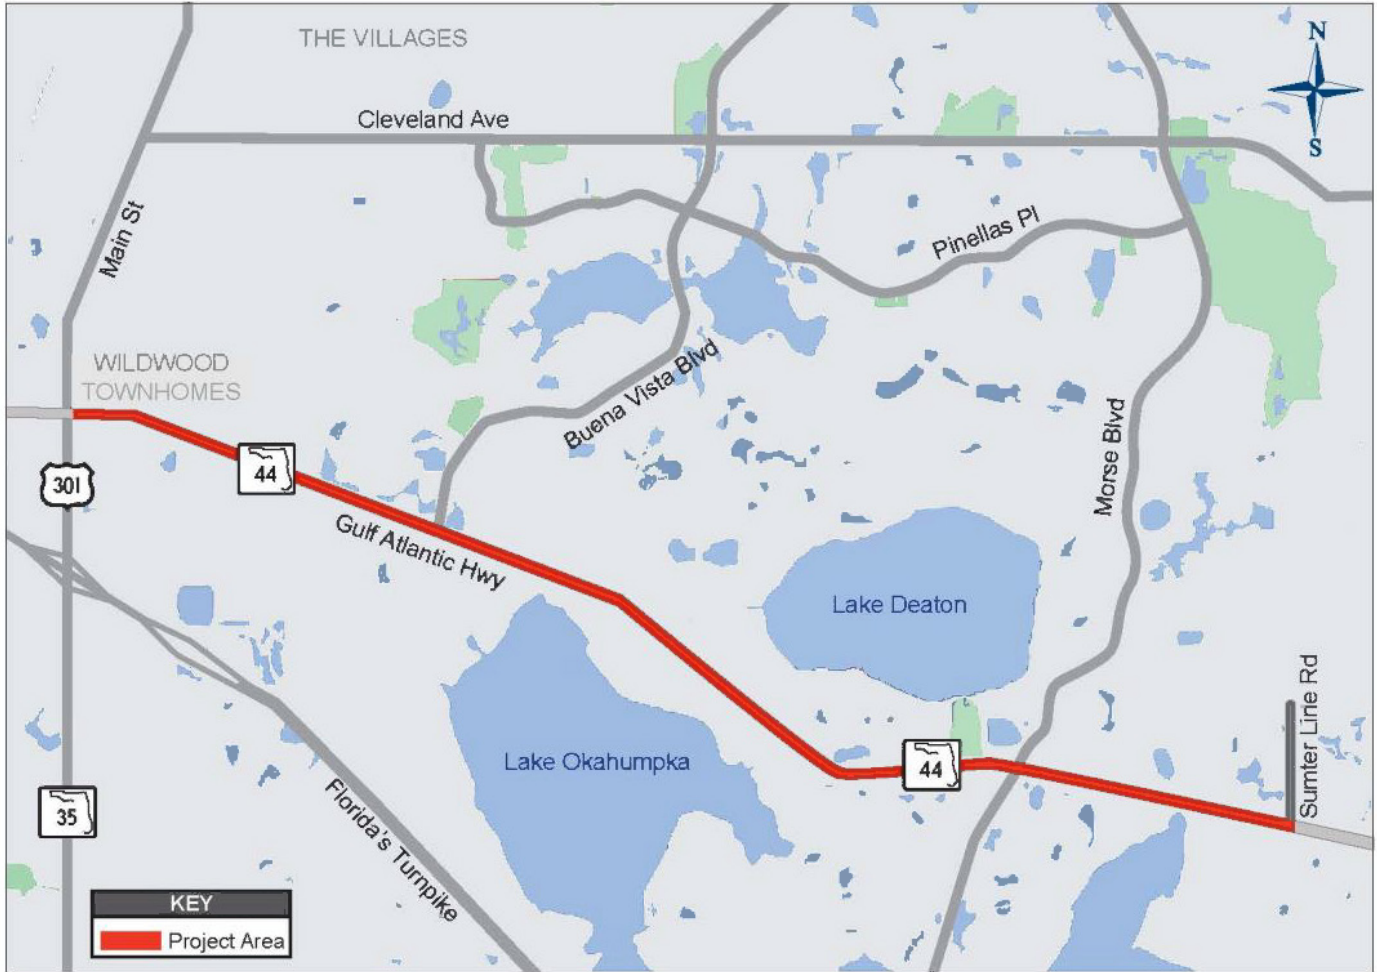 THE VILLAGES
N
S
Cleveland Ave
Main St
Pinellas Pl
WILDWOOD
TOWNHOMES
Buena Vista Blvd
Morse Blvd
44
301
Gulf Atlantic Hwy
Lake Deaton
Sumter Line Rd
Lake Okahumpka
44
35
Florida's Turnpike
KEY
Project Area